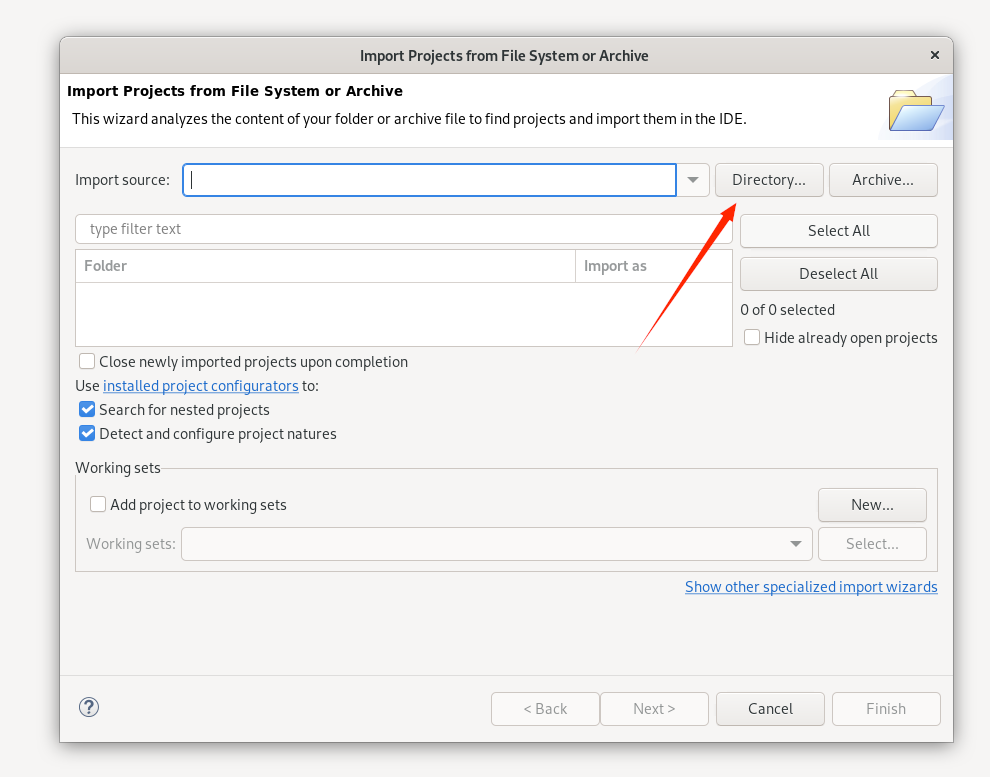 Import Projects from File System or Archive
×
Import Projects from File System or Archive
This wizard analyzes the content of your folder or archive file to find projects and import them in the IDE.
Import source: Directory... Archive...
type filter text Select All
Folder Import as
Deselect All
0 of 0 selected
Hide already open projects
Close newly imported projects upon completion
Use installed project configurators to:
Search for nested projects
Detect and configure project natures
Working sets
Add project to working sets New...
Working sets: Select...
Show other specialized import wizards
? < Back Next > Cancel Finish